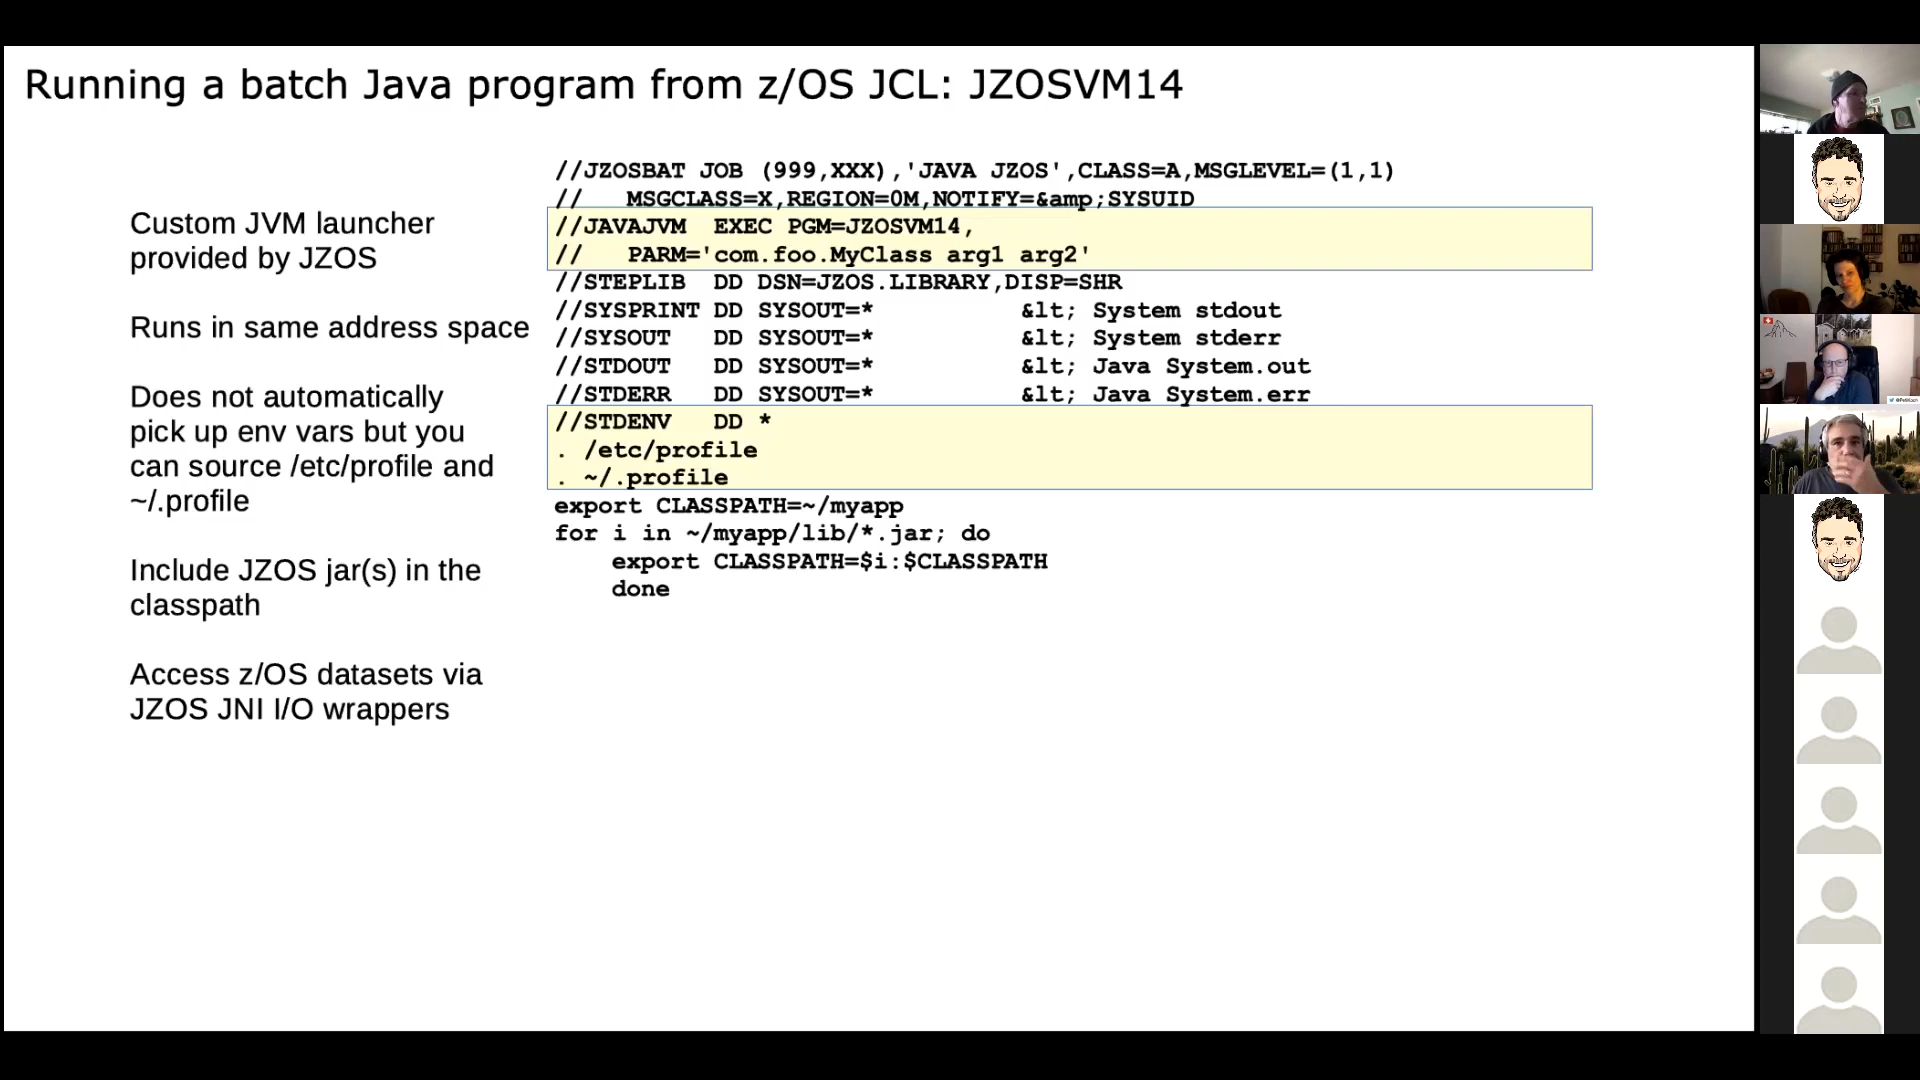 Running a batch Java program from z/OS JCL: JZOSVM14
Custom JVM launcher
provided by JZOS
Runs in same address space
Does not automatically
pick up env vars but you
can source /etc/profile and
~/.profile
Include JZOS jar(s) in the
classpath
Access z/OS datasets via
JZOS JNI I/O wrappers
//JZOSBAT JOB (999,XXX),'JAVA JZOS',CLASS=A,MSGLEVEL=(1,1)
//   MSGCLASS=X,REGION=0M,NOTIFY=&amp;SYSUID
//JAVAJVM  EXEC PGM=JZOSVM14,
//   PARM='com.foo.MyClass arg1 arg2'
//STEPLIB  DD DSN=JZOS.LIBRARY,DISP=SHR
//SYSPRINT DD SYSOUT=*          &lt; System stdout
//SYSOUT   DD SYSOUT=*          &lt; System stderr
//STDOUT   DD SYSOUT=*          &lt; Java System.out
//STDERR   DD SYSOUT=*          &lt; Java System.err
//STDENV   DD *
. /etc/profile
. ~/.profile
export CLASSPATH=~/myapp
for i in ~/myapp/lib/*.jar; do
    export CLASSPATH=$i:$CLASSPATH
    done